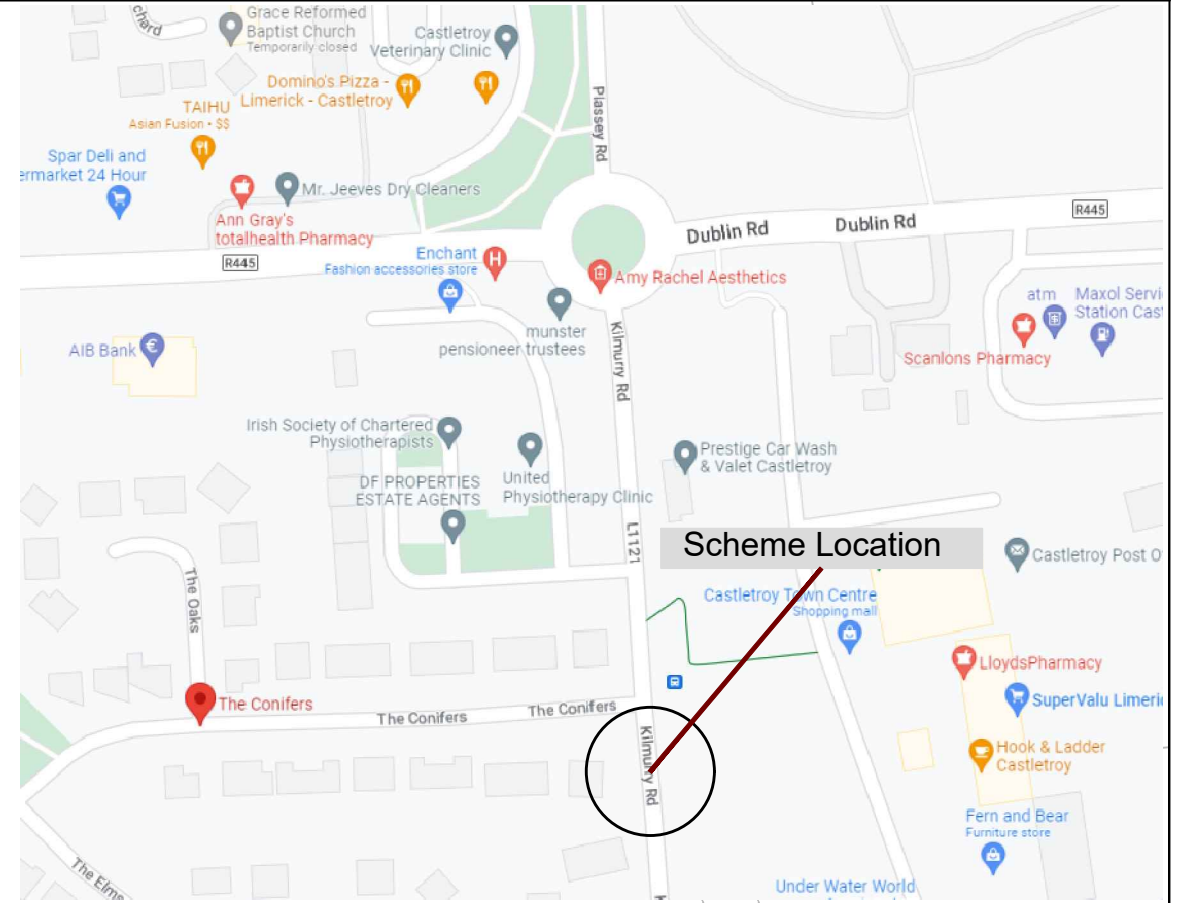 chard
Grace Reformed
Baptist Church
Temporarily closed
Castletroy
Veterinary Clinic
Domino's Pizza -
Limerick - Castletroy
TAIHU
Asian Fusion • $$
Spar Deli and
ermarket 24 Hour
Plassey Rd
Mr. Jeeves Dry Cleaners
Ann Gray's
totalhealth Pharmacy
R445
Dublin Rd
Dublin Rd
R445
Enchant
Fashion accessories store
H
Amy Rachel Aesthetics
munster
pensioneer trustees
Kilmurry Rd
atm
Maxol Servi
Station Cas
Scanlons Pharmacy
AIB Bank
€
Irish Society of Chartered
Physiotherapists
United
Physiotherapy Clinic
DF PROPERTIES
ESTATE AGENTS
Prestige Car Wash
& Valet Castletroy
L1121
Scheme Location
Castletroy Post O
The Oaks
Castletroy Town Centre
Shopping mall
LloydsPharmacy
SuperValu Limeri
The Conifers
The Conifers
The Conifers
Kilmurry Rd
Hook & Ladder
Castletroy
Fern and Bear
Furniture store
The Elms
Under Water World